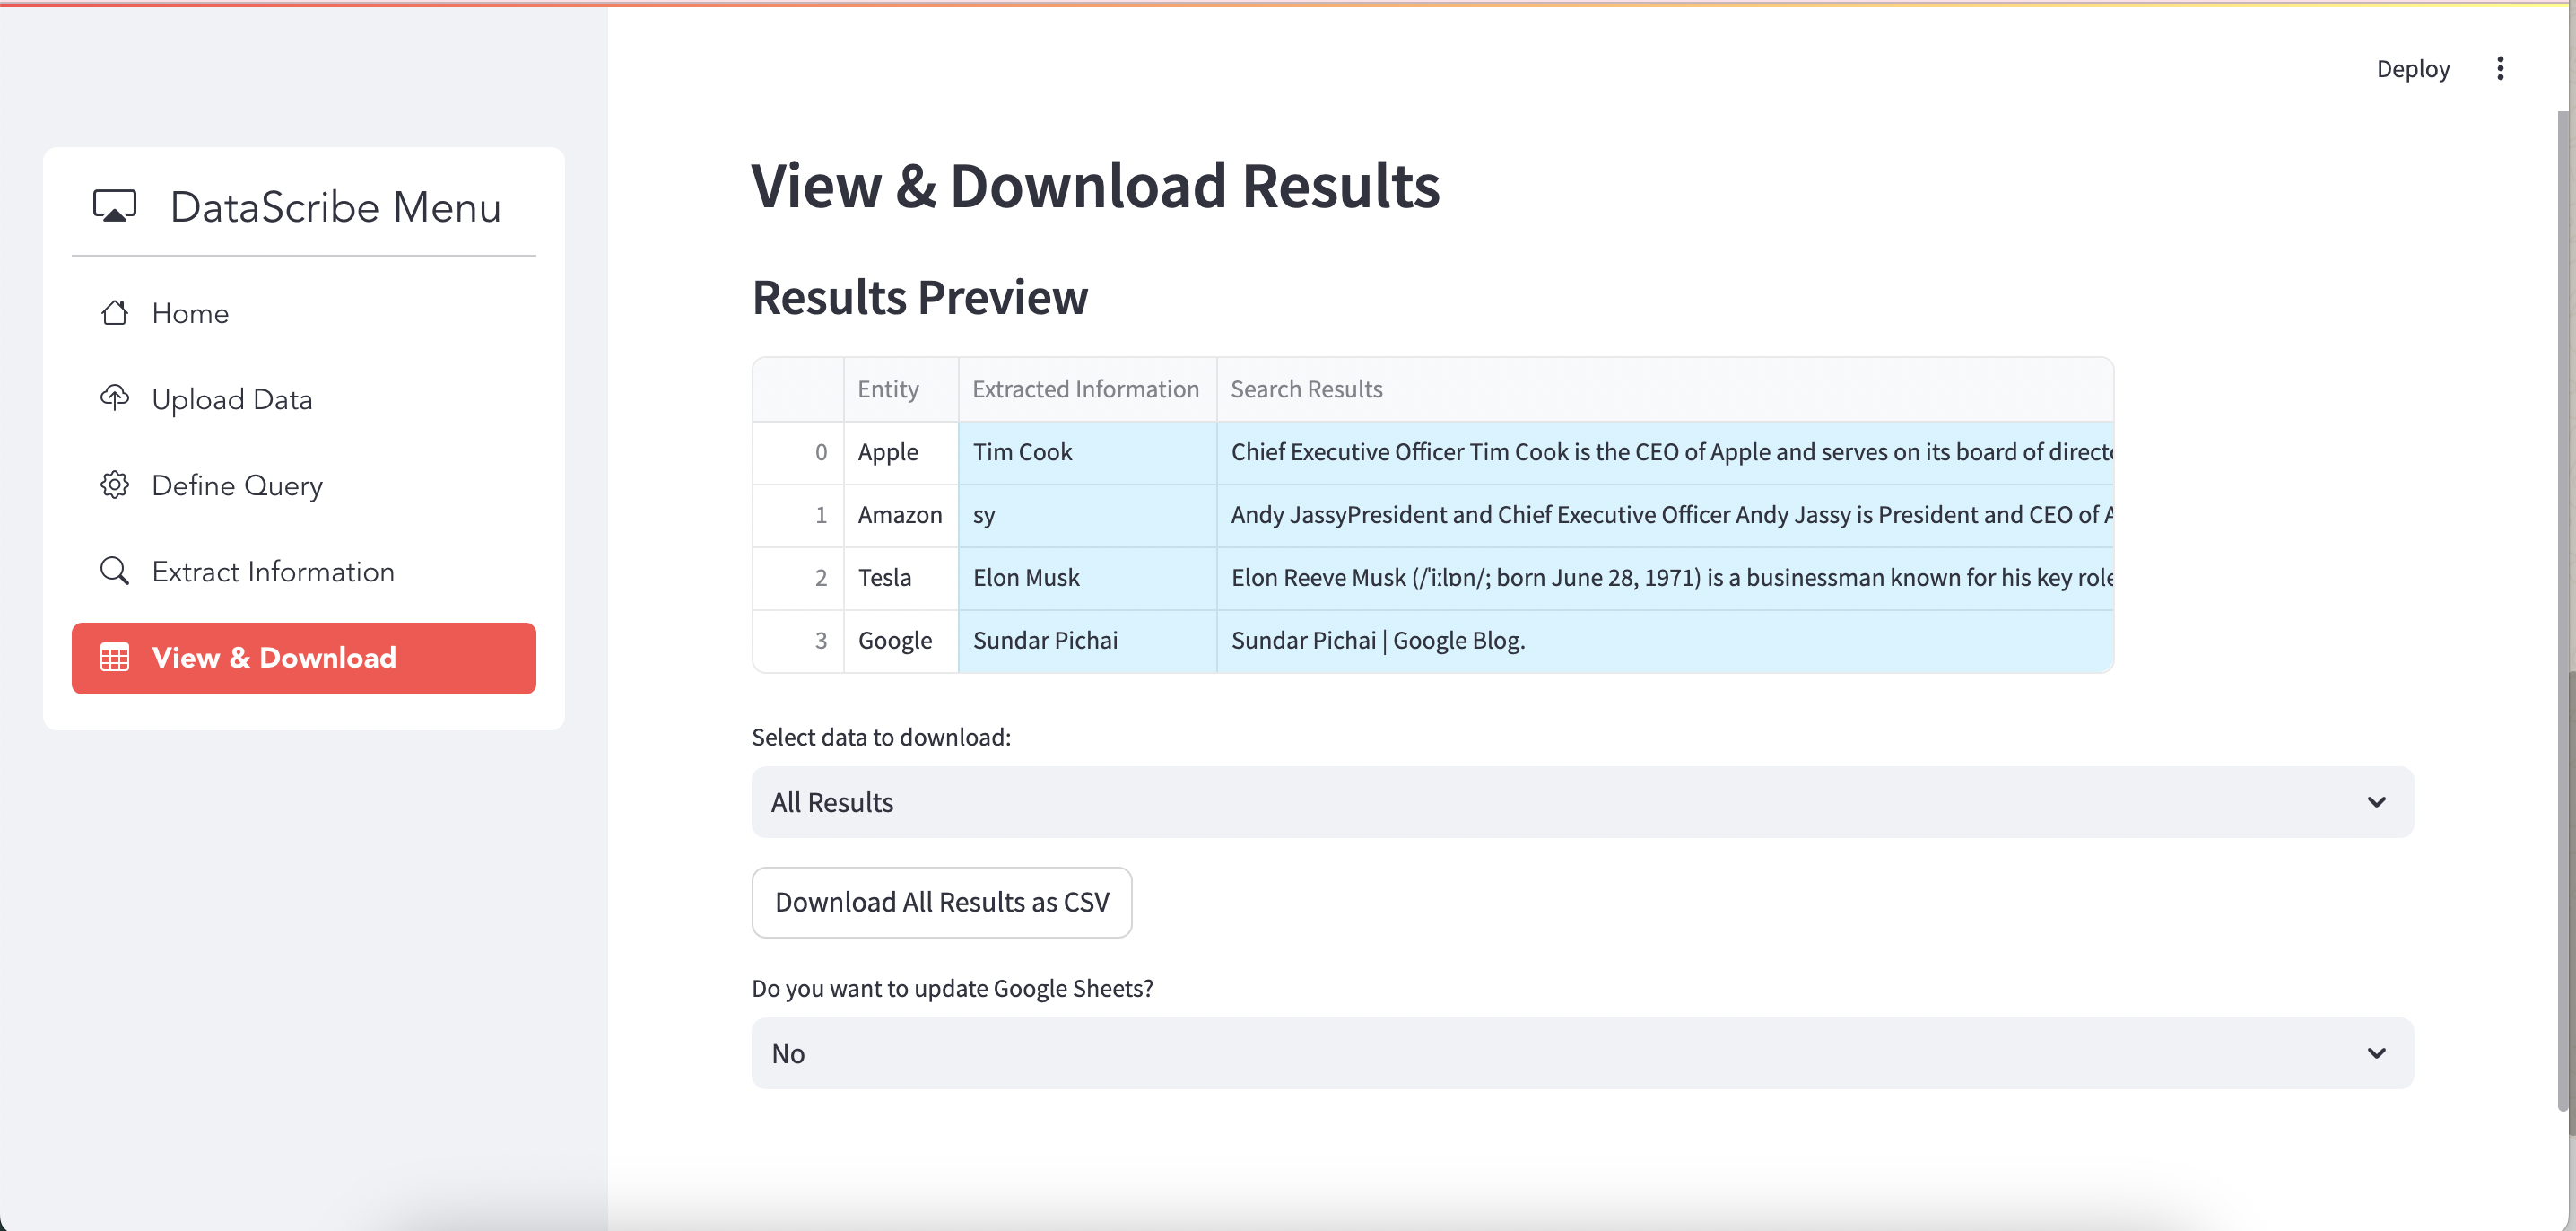 Deploy
DataScribe Menu
Home
Upload Data
Define Query
Extract Information
View & Download
View & Download Results
Results Preview
Entity Extracted Information Search Results
0 Apple Tim Cook Chief Executive Officer Tim Cook is the CEO of Apple and serves on its board of
1 Amazon sy Andy JassyPresident and Chief Executive Officer Andy Jassy is President and CEO of
2 Tesla Elon Musk Elon Reeve Musk (/ˈiːlɒn/; born June 28, 1971) is a businessman known for his key
3 Google Sundar Pichai Sundar Pichai | Google Blog.
Select data to download:
All Results
Download All Results as CSV
Do you want to update Google Sheets?
No